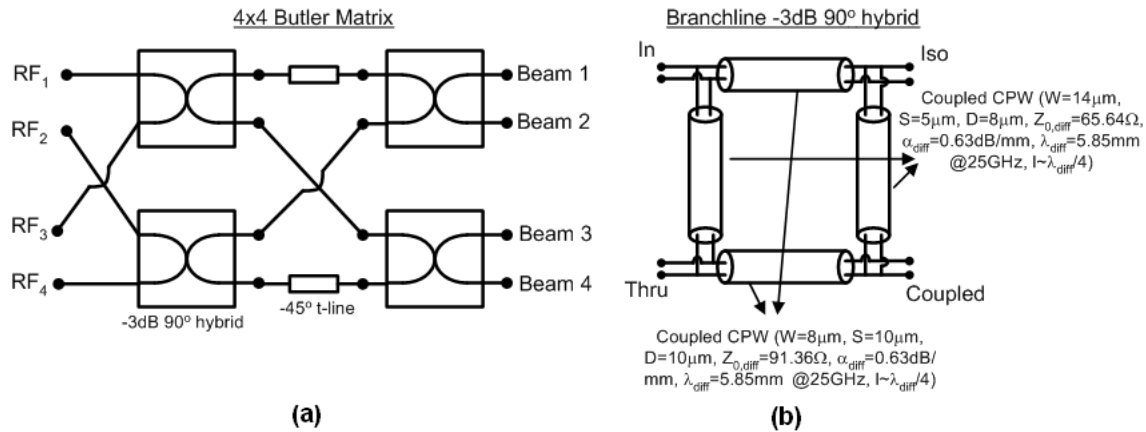 4x4 Butler Matrix
RF1
RF2
RF3
RF4
Beam 1
Beam 2
Beam 3
Beam 4
-3dB 90º hybrid
-45º t-line
(a)
Branchline -3dB 90º hybrid
In
Iso
Thru
Coupled
Coupled CPW (W=14μm,
S=5μm, D=8μm, Z0,diff=65.64Ω,
αdiff=0.63dB/mm, λdiff=5.85mm
@25GHz, l~λdiff/4)
Coupled CPW (W=8μm, S=10μm,
D=10μm, Z0,diff=91.36Ω, αdiff=0.63dB/
mm, λdiff=5.85mm @25GHz, l~λdiff/4)
(b)